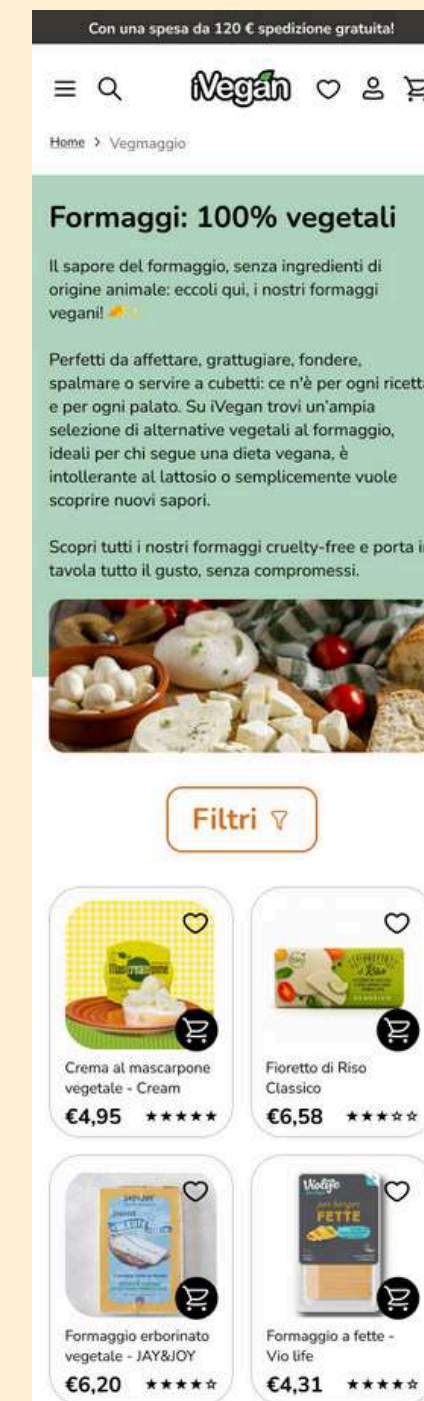 Con una spesa da 120 € spedizione gratuita!
iVegan
Home > Vegmaggio
Formaggi: 100% vegetali
Il sapore del formaggio, senza ingredienti di
origine animale: eccoli qui, i nostri formaggi
vegani!
Perfetti da affettare, grattugiare, fondere,
spalmare o servire a cubetti: ce n'è per ogni ricetta
e per ogni palato. Su iVegan trovi un'ampia
selezione di alternative vegetali al formaggio,
ideali per chi segue una dieta vegana, è
intollerante al lattosio o semplicemente vuole
scoprire nuovi sapori.
Scopri tutti i nostri formaggi cruelty-free e porta in
tavola tutto il gusto, senza compromessi.
Filtri
Crema al mascarpone
vegetale - Cream
€4,95 ★★★★★
Fioretto di Riso
Classico
€6,58 ★★★☆☆
JAY&JOY
Violife
FETTE
Formaggio erborinato
vegetale - JAY&JOY
€6,20 ★★★★☆
Formaggio a fette -
Vio life
€4,31 ★★★★☆